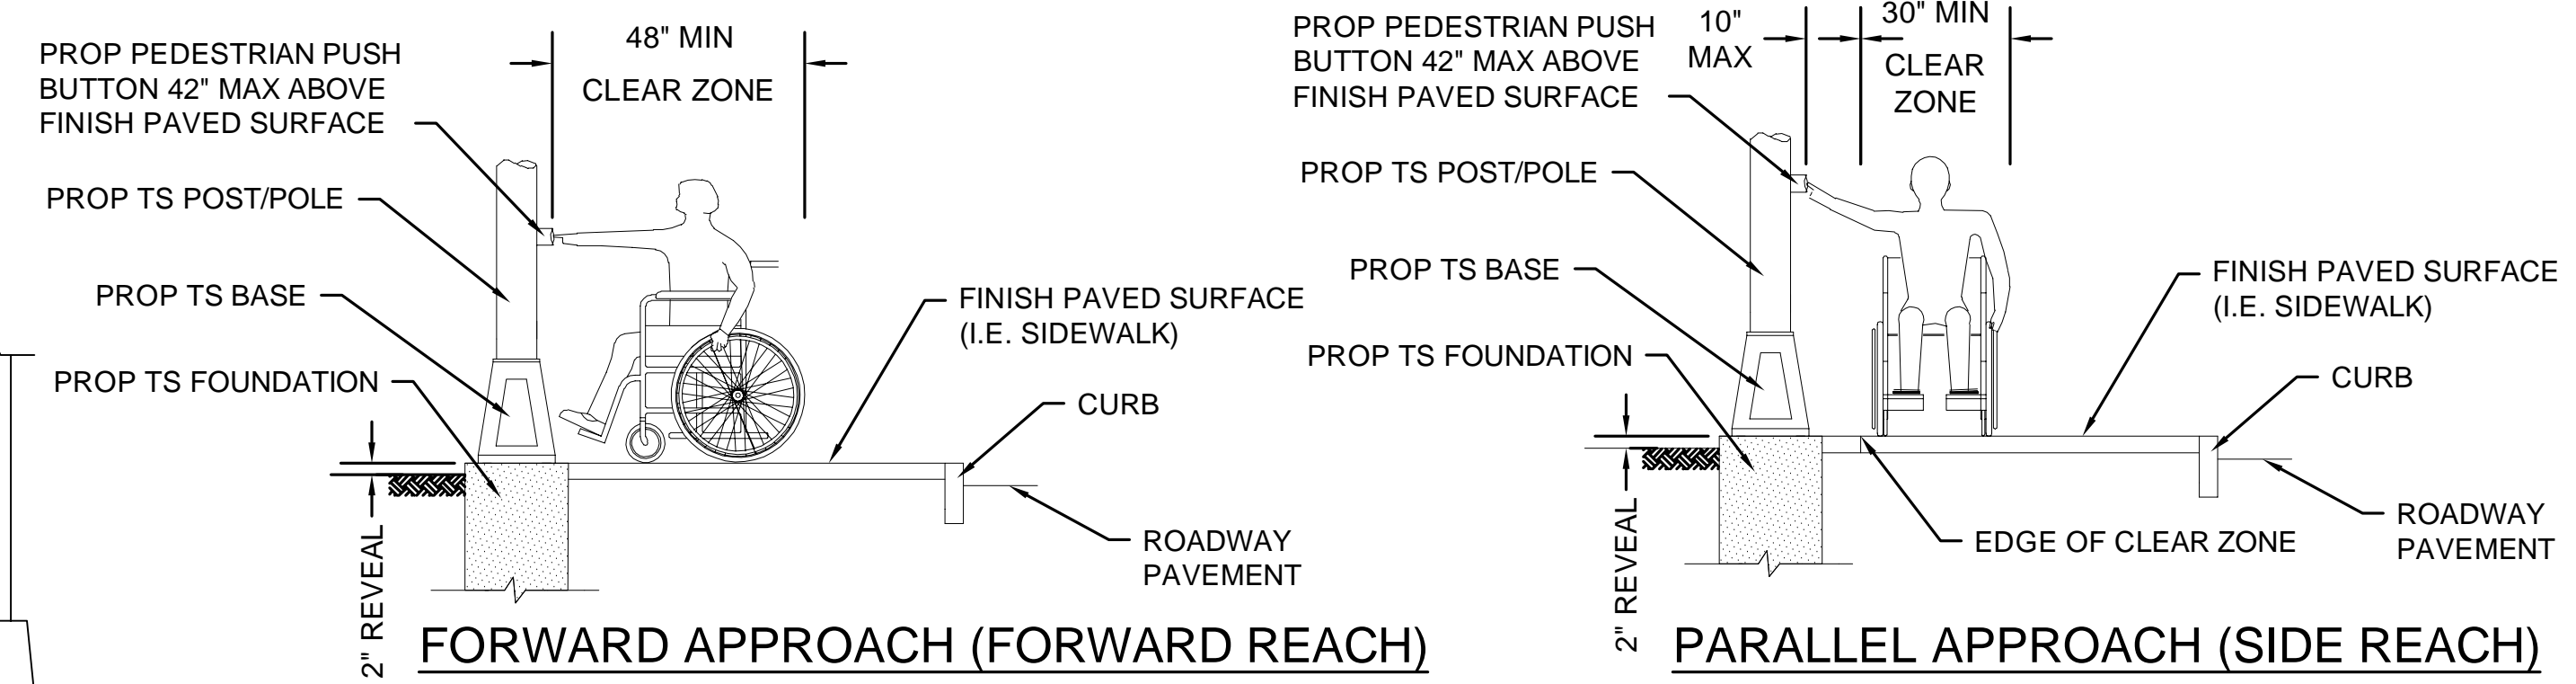 PROP PEDESTRIAN PUSH
BUTTON 42" MAX ABOVE
FINISH PAVED SURFACE
48" MIN
CLEAR ZONE
PROP TS POST/POLE
PROP TS BASE
PROP TS FOUNDATION
2" REVEAL
FINISH PAVED SURFACE
(I.E. SIDEWALK)
CURB
ROADWAY
PAVEMENT
FORWARD APPROACH (FORWARD REACH)
PROP PEDESTRIAN PUSH
BUTTON 42" MAX ABOVE
FINISH PAVED SURFACE
10"
MAX
30" MIN
CLEAR
ZONE
PROP TS POST/POLE
PROP TS BASE
PROP TS FOUNDATION
2" REVEAL
FINISH PAVED SURFACE
(I.E. SIDEWALK)
CURB
ROADWAY
PAVEMENT
EDGE OF CLEAR ZONE
PARALLEL APPROACH (SIDE REACH)